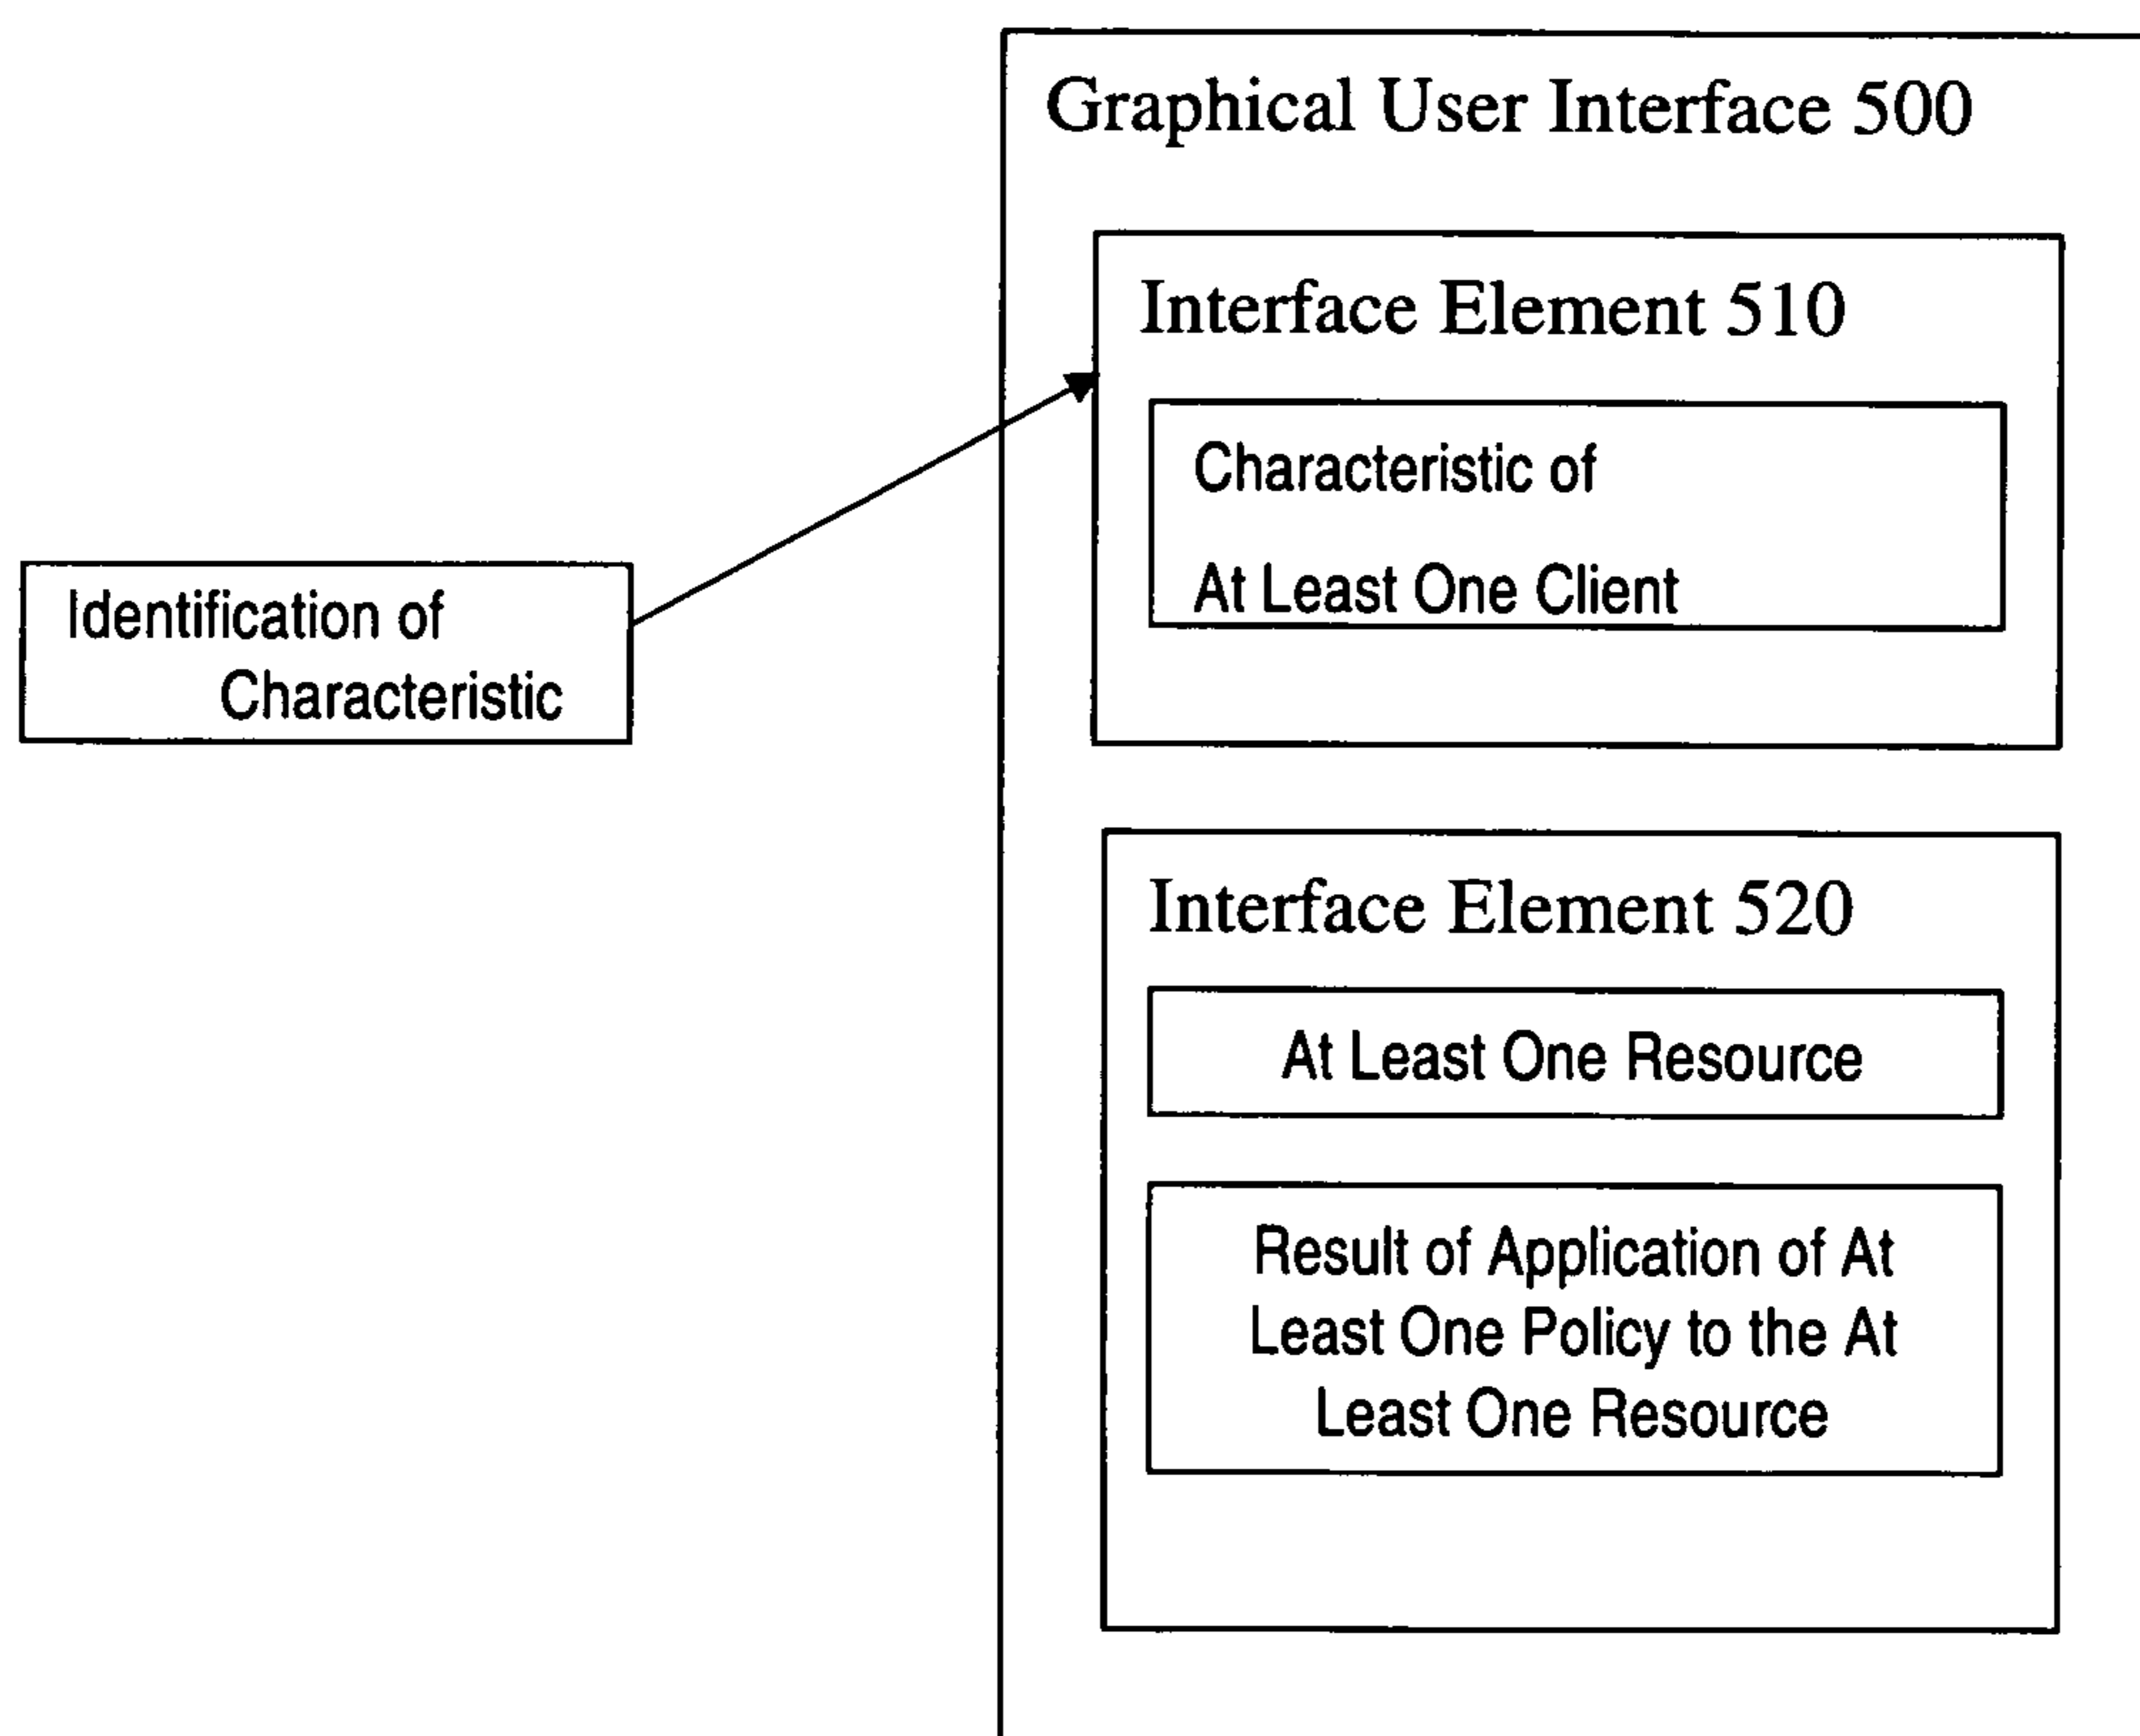 Graphical User Interface 500
Interface Element 510
Characteristic of
At Least One Client
Identification of
Characteristic
Interface Element 520
At Least One Resource
Result of Application of At
Least One Policy to the At
Least One Resource